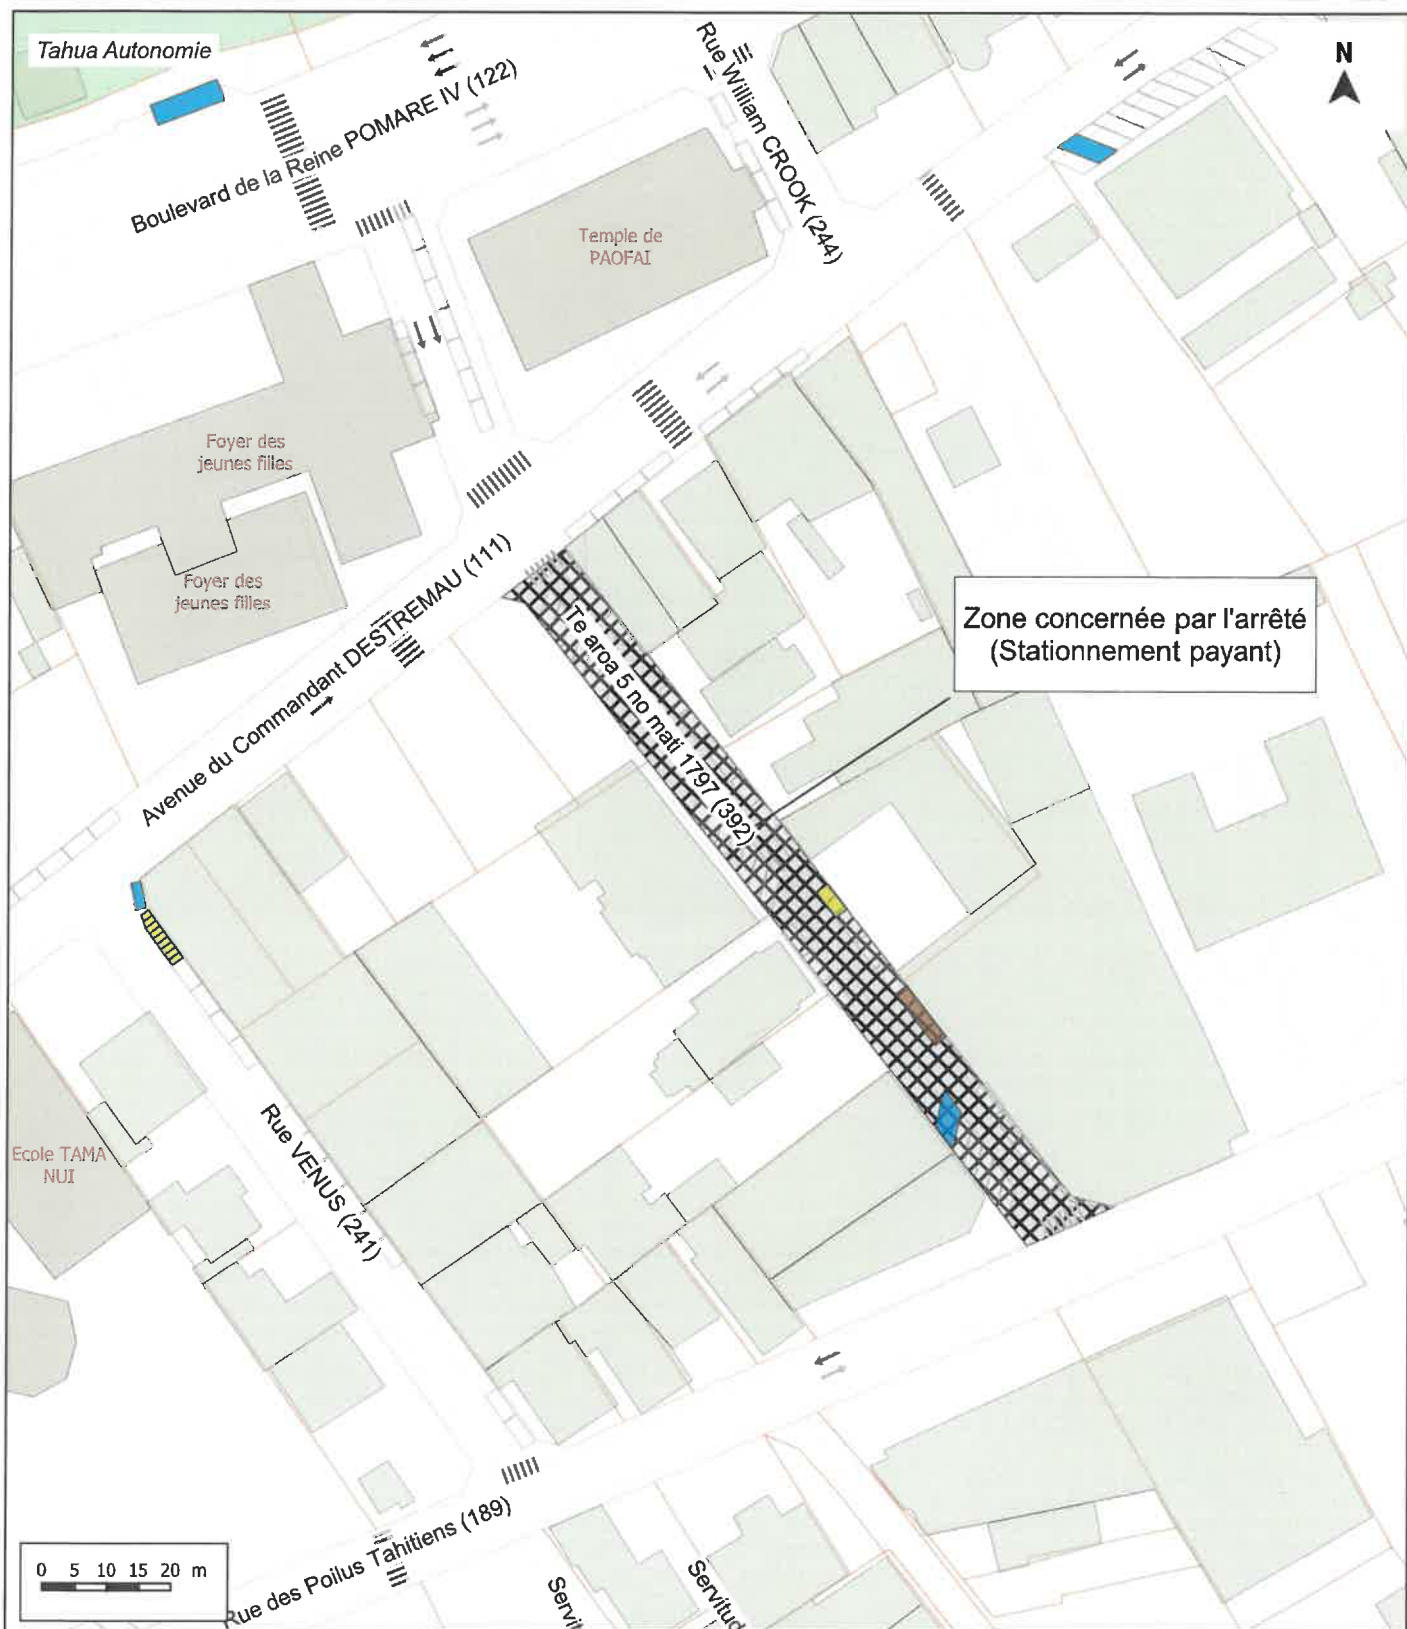 Tahua Autonomie
Boulevard de la Reine POMARE IV (122)
Rue William CROOK (244)
N
Temple de
PAOFAI
Foyer des
jeunes filles
Foyer des
jeunes filles
Avenue du Commandant DESTREMAU (111)
Te aroa 5 no mati 1797 (392)
Zone concernée par l'arrêté
(Stationnement payant)
Ecole TAMA
NUI
Rue VENUS (241)
Rue des Poilus Tahitiens (189)
Servit
Servitud
0 5 10 15 20 m